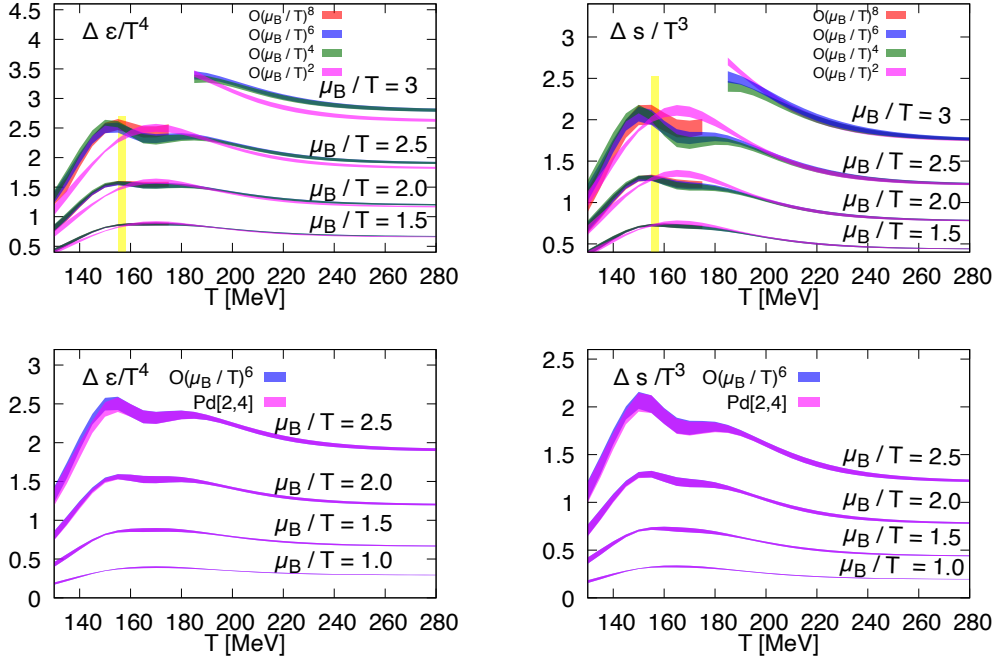 Δ ε/T⁴
O(μB/T)⁸
O(μB/T)⁶
O(μB/T)⁴
O(μB/T)²
4.5
4
3.5
3
2.5
2
1.5
1
0.5
μB / T = 3
μB / T = 2.5
μB / T = 2.0
μB / T = 1.5
140 160 180 200 220 240 260 280
T [MeV]
Δ s / T³
O(μB/T)⁸
O(μB/T)⁶
O(μB/T)⁴
O(μB/T)²
3
2.5
2
1.5
1
0.5
μB / T = 3
μB / T = 2.5
μB / T = 2.0
μB / T = 1.5
140 160 180 200 220 240 260 280
T [MeV]
Δ ε/T⁴
O(μB / T)⁶
Pd[2,4]
3
2.5
2
1.5
1
0.5
0
μB / T = 2.5
μB / T = 2.0
μB / T = 1.5
μB / T = 1.0
140 160 180 200 220 240 260 280
T [MeV]
Δ s /T³
O(μB / T)⁶
Pd[2,4]
2.5
2
1.5
1
0.5
0
μB / T = 2.5
μB / T = 2.0
μB / T = 1.5
μB / T = 1.0
140 160 180 200 220 240 260 280
T [MeV]